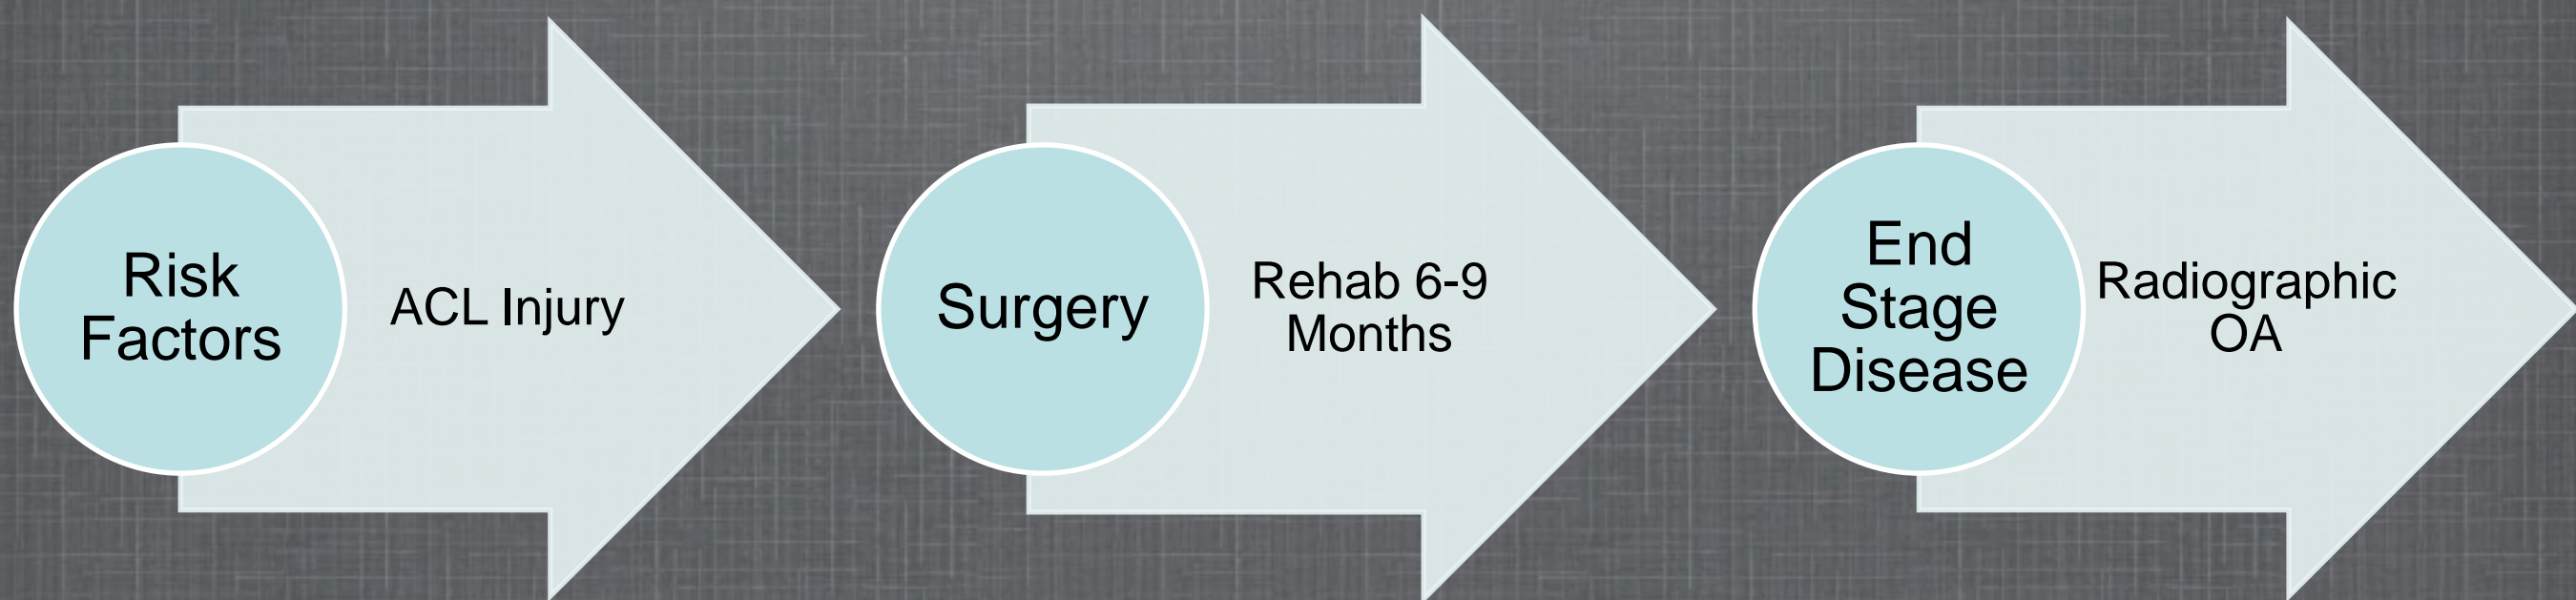 Risk
Factors
ACL Injury
Surgery
Rehab 6-9
Months
End
Stage
Disease
Radiographic
OA